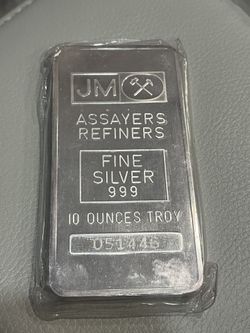 JM
ASSAYERS
REFINERS
FINE
SILVER
999
10 OUNCES TROY
051446